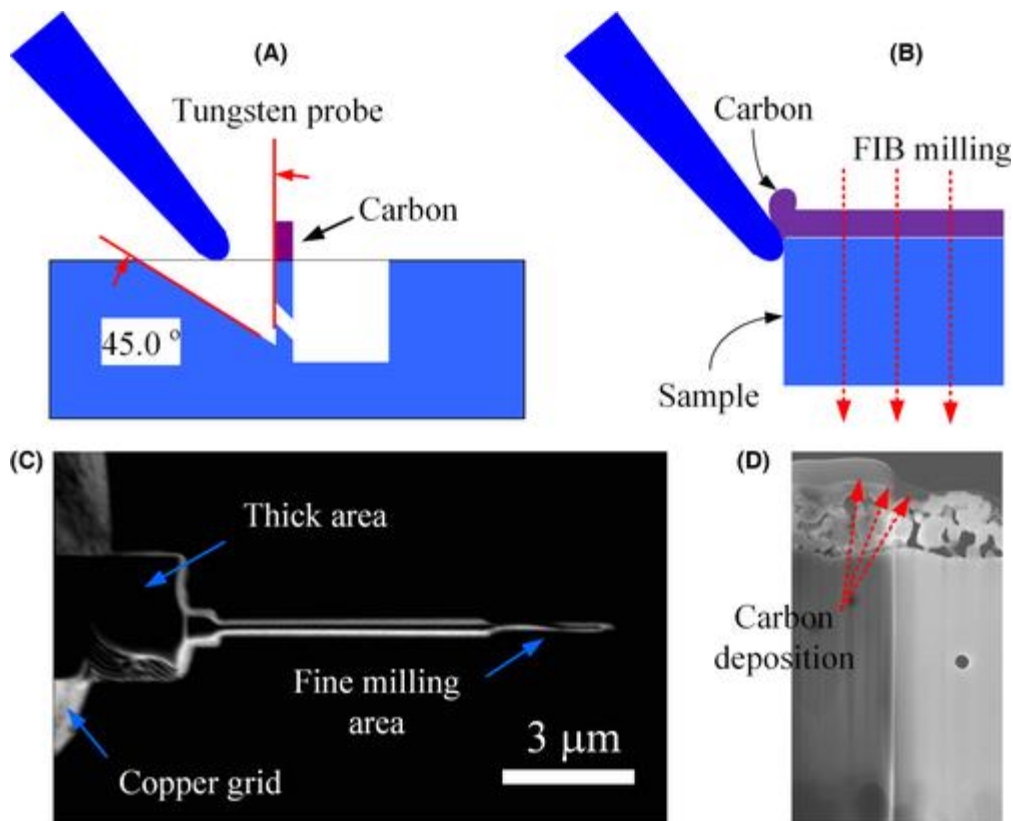 (A)
Tungsten probe
Carbon
45.0 º
(B)
Carbon
FIB milling
Sample
(C)
Thick area
Fine milling
area
3 μm
Copper grid
(D)
Carbon
deposition